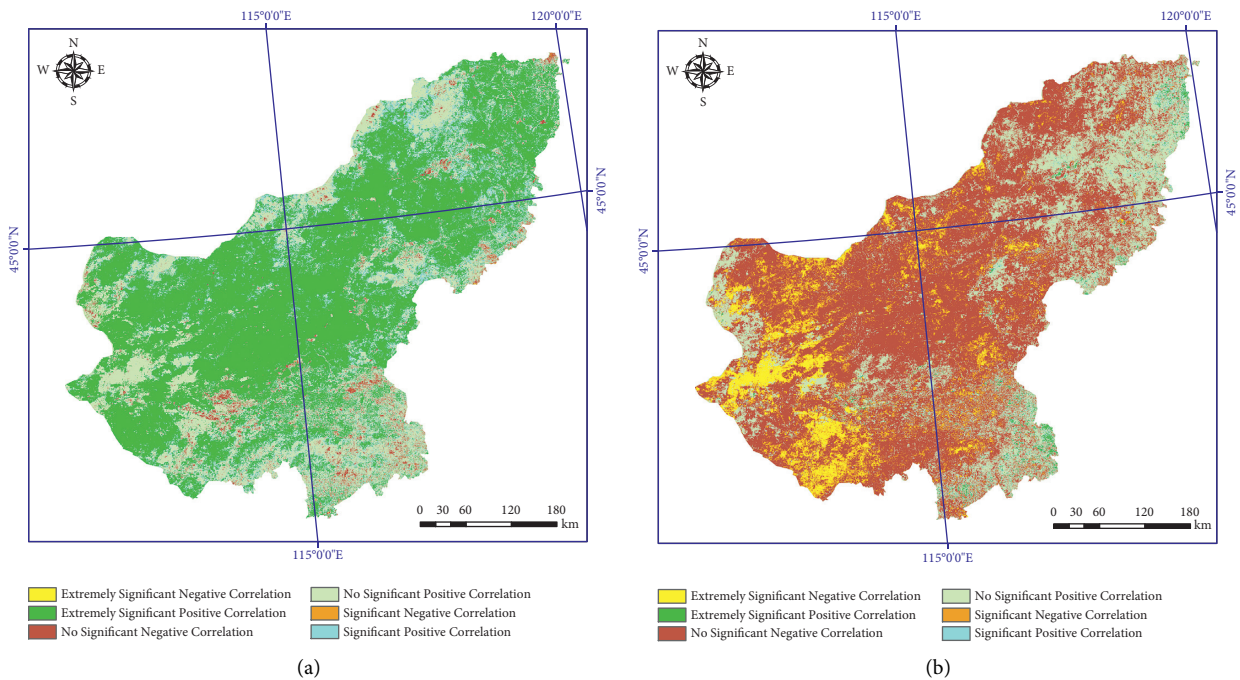 115°0'0"E
120°0'0"E
N
W
E
S
45°0'0"N
45°0'0"N
0 30 60 120 180
km
115°0'0"E
Extremely Significant Negative Correlation
Extremely Significant Positive Correlation
No Significant Negative Correlation
No Significant Positive Correlation
Significant Negative Correlation
Significant Positive Correlation
(a)
115°0'0"E
120°0'0"E
N
W
E
S
45°0'0"N
45°0'0"N
0 30 60 120 180
km
115°0'0"E
Extremely Significant Negative Correlation
Extremely Significant Positive Correlation
No Significant Negative Correlation
No Significant Positive Correlation
Significant Negative Correlation
Significant Positive Correlation
(b)